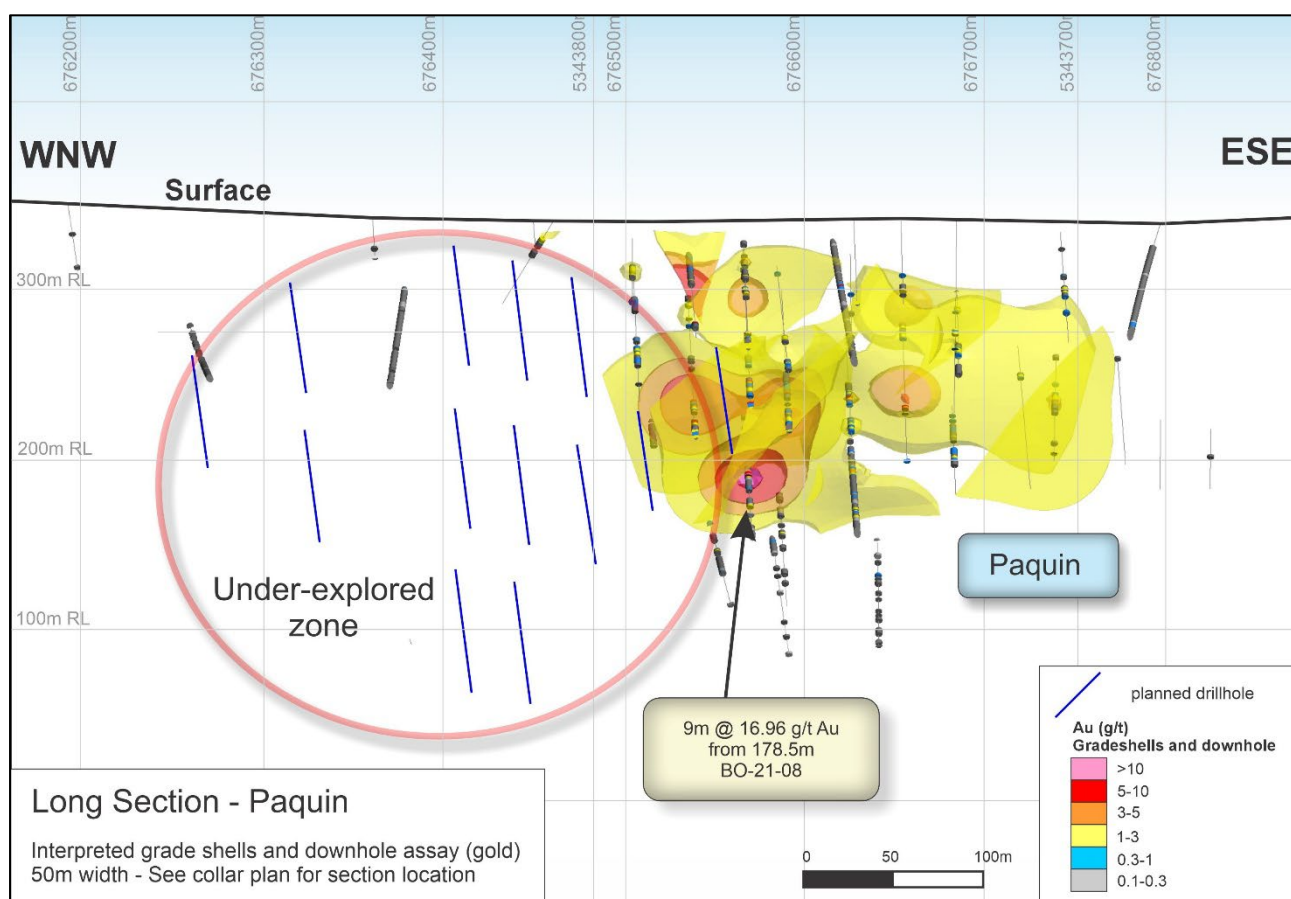 676200m
676300m
676400m
5343800m
676500m
676600m
676700m
5343700m
676800m
WNW
ESE
Surface
300m RL
200m RL
100m RL
Under-explored
zone
Paquin
9m @ 16.96 g/t Au
from 178.5m
BO-21-08
Long Section - Paquin
Interpreted grade shells and downhole assay (gold)
50m width - See collar plan for section location
0 50 100m
planned drillhole
Au (g/t)
Gradeshells and downhole
>10
5-10
3-5
1-3
0.3-1
0.1-0.3